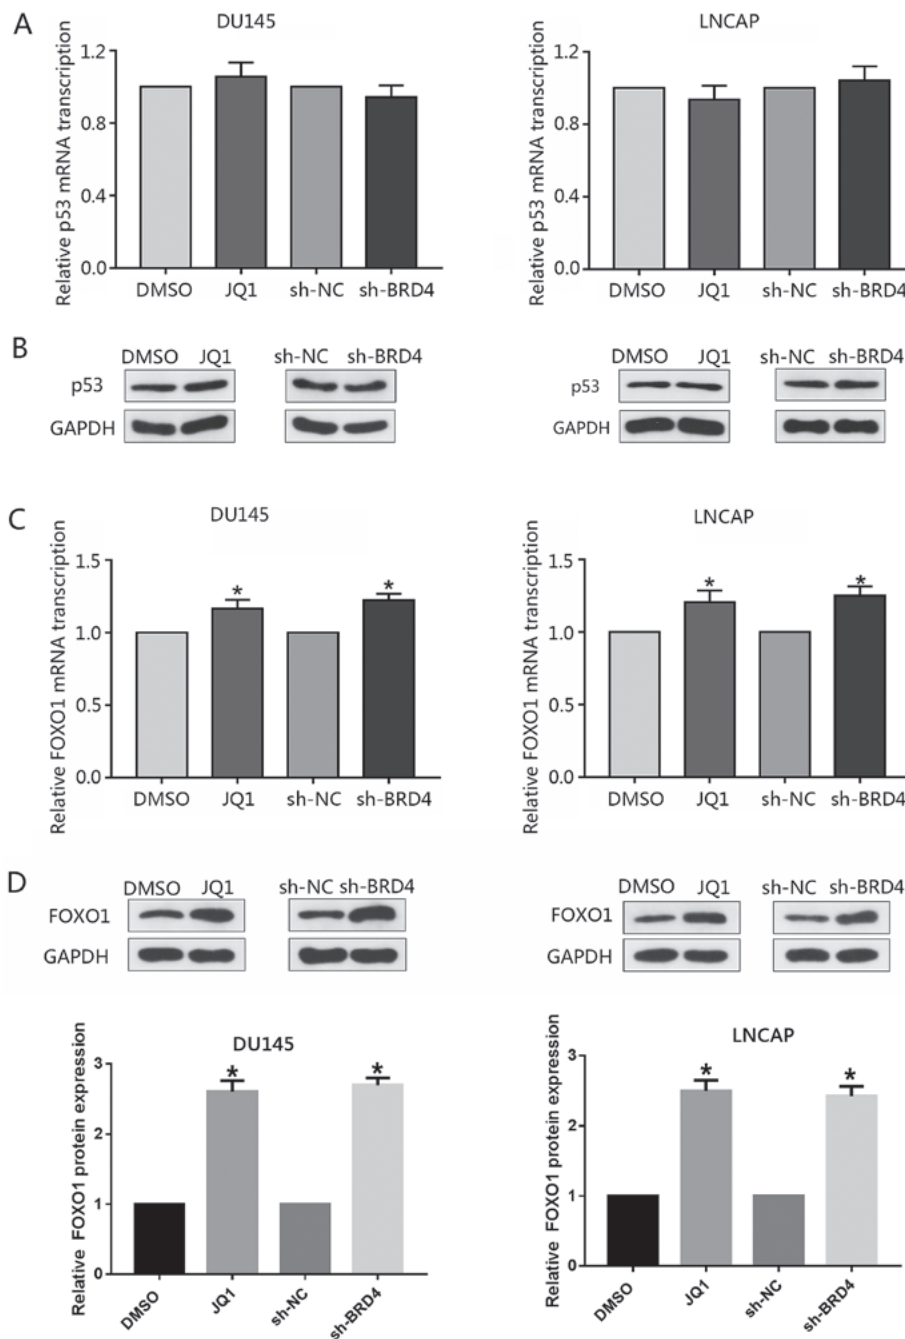 A
DU145
LNCAP
Relative p53 mRNA transcription
1.2
0.8
0.4
0.0
DMSO JQ1 sh-NC sh-BRD4
Relative p53 mRNA transcription
1.2
0.8
0.4
0.0
DMSO JQ1 sh-NC sh-BRD4
B
DMSO JQ1 sh-NC sh-BRD4
p53
GAPDH
DMSO JQ1 sh-NC sh-BRD4
p53
GAPDH
C
DU145
LNCAP
Relative FOXO1 mRNA transcription
1.5
1.0
0.5
0.0
* *
DMSO JQ1 sh-NC sh-BRD4
Relative FOXO1 mRNA transcription
1.5
1.0
0.5
0.0
* *
DMSO JQ1 sh-NC sh-BRD4
D
DMSO JQ1 sh-NC sh-BRD4
FOXO1
GAPDH
DMSO JQ1 sh-NC sh-BRD4
FOXO1
GAPDH
DU145
Relative FOXO1 protein expression
3
2
1
0
* *
DMSO JQ1 sh-NC sh-BRD4
LNCAP
Relative FOXO1 protein expression
3
2
1
0
* *
DMSO JQ1 sh-NC sh-BRD4